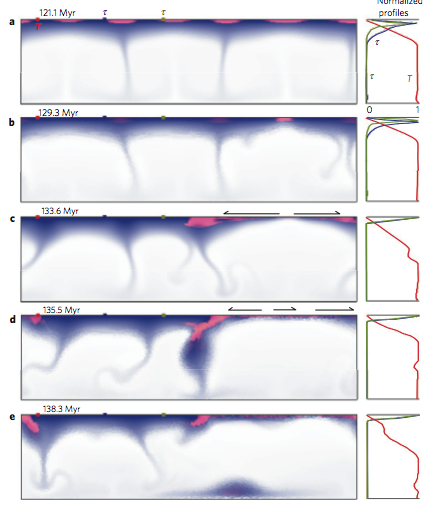 Normalized
profiles
a 121.1 Myr τ τ
T
τ
τ T
0 1
b 129.3 Myr
c 133.6 Myr
d 135.5 Myr
e 138.3 Myr